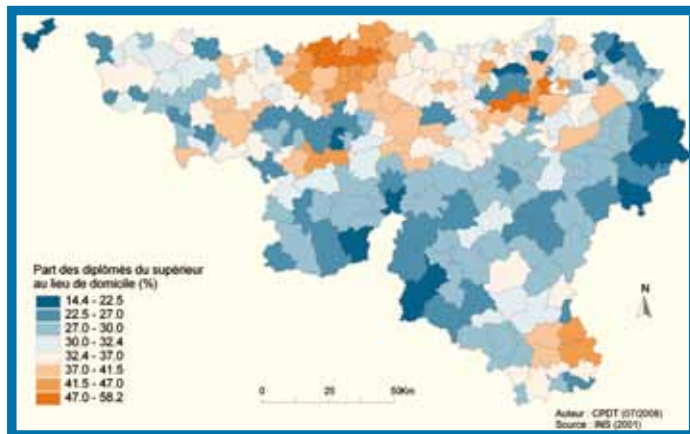 Part des diplômés du supérieur
au lieu de domicile (%)
14.4 - 22.5
22.5 - 27.0
27.0 - 30.0
30.0 - 32.4
32.4 - 37.0
37.0 - 41.5
41.5 - 47.0
47.0 - 58.2
N
0 25 50Km
Auteur : CPDT (07/2008)
Source : INS (2001)